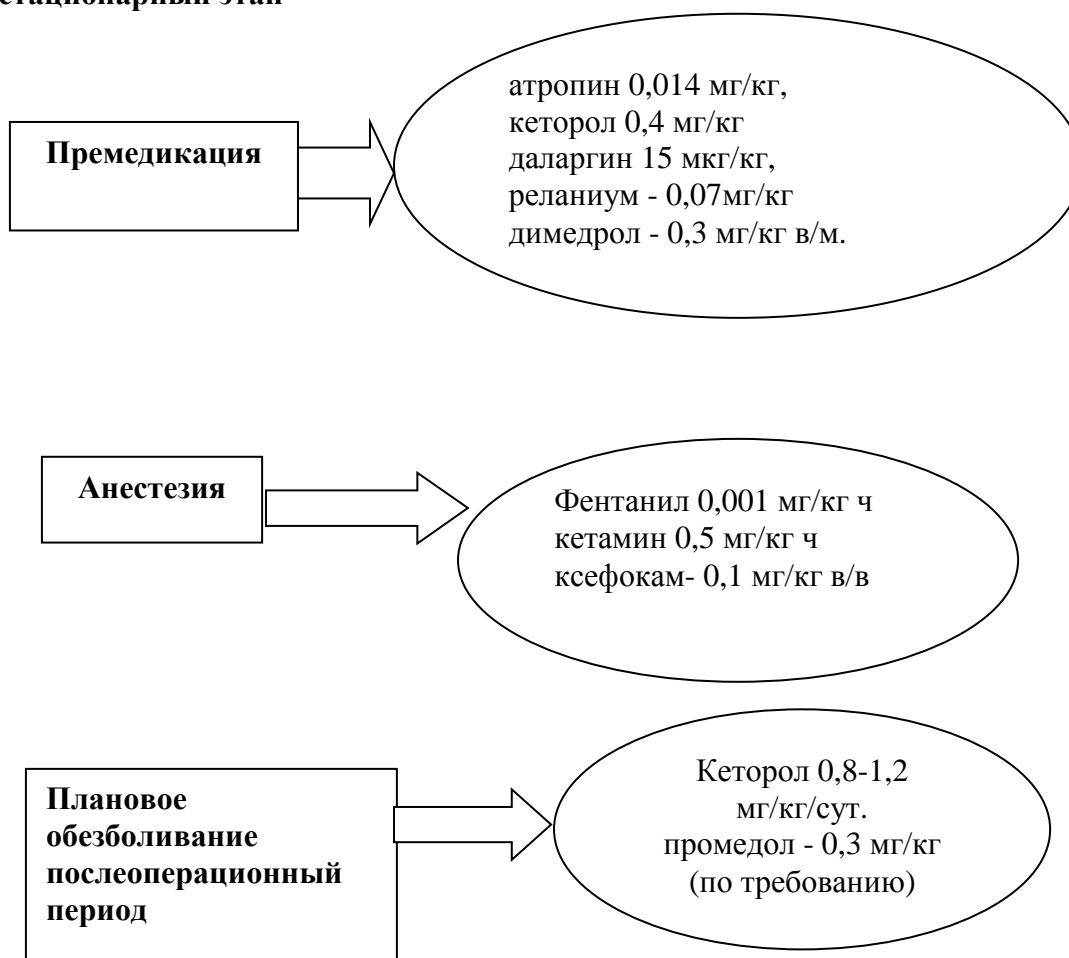 стационарный этап
Премедикация
атропин 0,014 мг/кг,
кеторол 0,4 мг/кг
даларгин 15 мкг/кг,
реланиум - 0,07мг/кг
димедрол - 0,3 мг/кг в/м.
Анестезия
Фентанил 0,001 мг/кг ч
кетамин 0,5 мг/кг ч
ксефокам- 0,1 мг/кг в/в
Плановое
обезболивание
послеоперационный
период
Кеторол 0,8-1,2
мг/кг/сут.
промедол - 0,3 мг/кг
(по требованию)